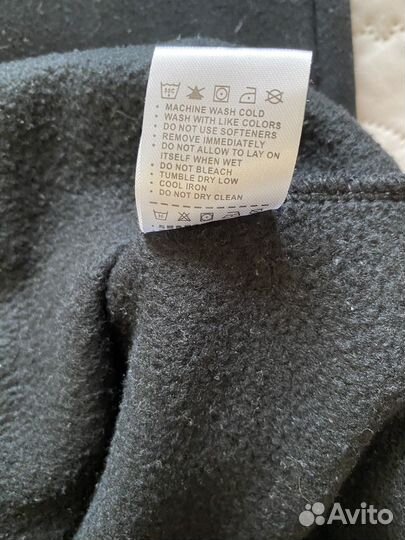 • MACHINE WASH COLD
• WASH WITH LIKE COLORS
• DO NOT USE SOFTENERS
• REMOVE IMMEDIATELY
• DO NOT ALLOW TO LAY ON
ITSELF WHEN WET
• DO NOT BLEACH
• TUMBLE DRY LOW
• COOL IRON
• DO NOT DRY CLEAN
Avito